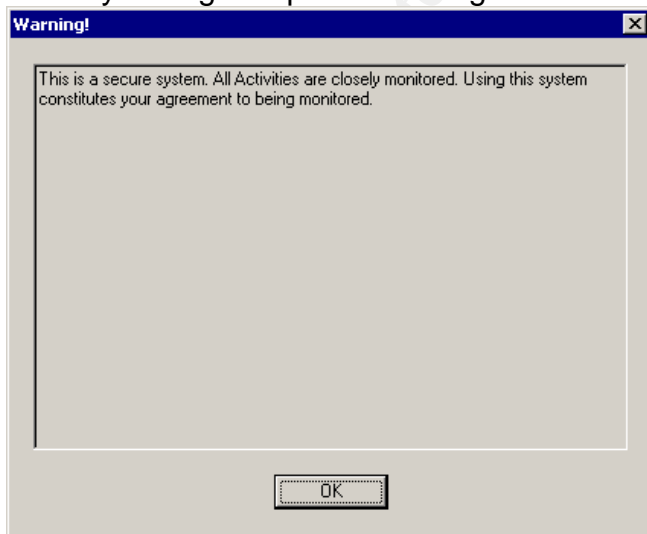 Warning!
This is a secure system. All Activities are closely monitored. Using this system
constitutes your agreement to being monitored.
OK